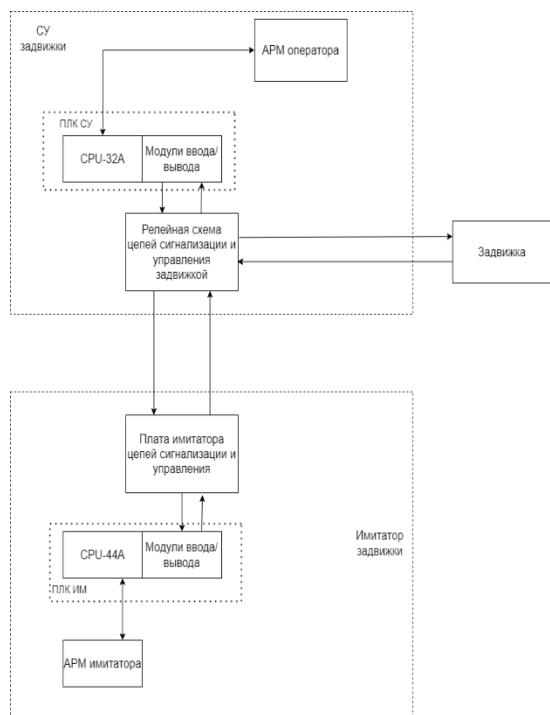 СУ
задвижки
АРМ оператора
ПЛК СУ
CPU-32A
Модули ввода/
вывода
Релейная схема
цепей сигнализации и
управления
задвижкой
Задвижка
Плата имитатора
цепей сигнализации и
управления
CPU-44A
Модули ввода/
вывода
Имитатор
задвижки
ПЛК ИМ
АРМ имитатора